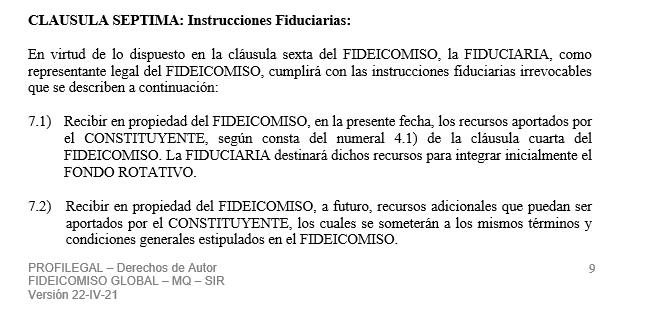 CLAUSULA SEPTIMA: Instrucciones Fiduciarias:
En virtud de lo dispuesto en la cláusula sexta del FIDEICOMISO, la FIDUCIARIA, como
representante legal del FIDEICOMISO, cumplirá con las instrucciones fiduciarias irrevocables
que se describen a continuación:
7.1) Recibir en propiedad del FIDEICOMISO, en la presente fecha, los recursos aportados por
el CONSTITUYENTE, según consta del numeral 4.1) de la cláusula cuarta del
FIDEICOMISO. La FIDUCIARIA destinará dichos recursos para integrar inicialmente el
FONDO ROTATIVO.
7.2) Recibir en propiedad del FIDEICOMISO, a futuro, recursos adicionales que puedan ser
aportados por el CONSTITUYENTE, los cuales se someterán a los mismos términos y
condiciones generales estipulados en el FIDEICOMISO.
PROFILEGAL – Derechos de Autor 9
FIDEICOMISO GLOBAL – MQ – SIR
Versión 22-IV-21